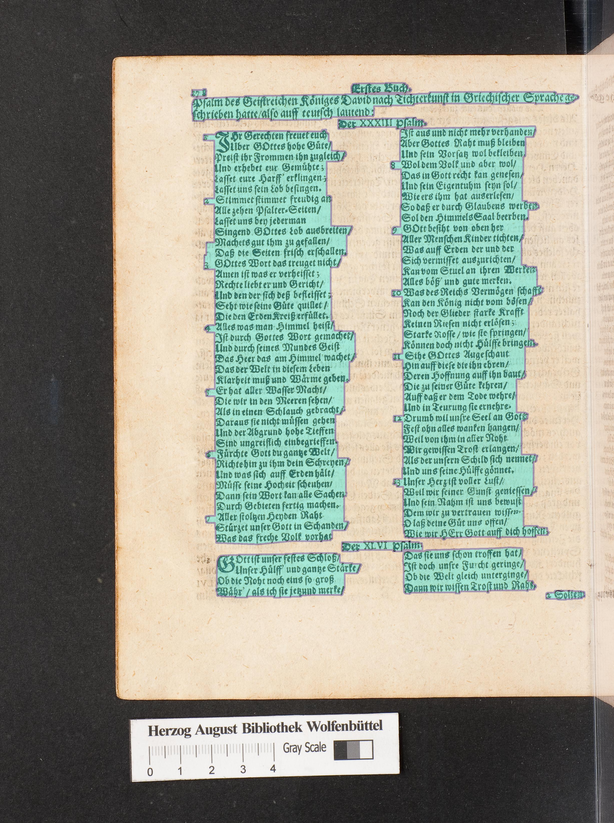 Erstes Buch.
Psalm des Geistreichen Königes David nach Tichterkunst in Griechischer Sprache ge-
schrieben hatte/also auff teutsch lautend:
Der XXXIII Psalm.
Ihr Gerechten freuet euch
Uber GOttes hohe Güte/
Preist ihr Frommen ihn zugleich/
Und erhebet eur Gemühte;
Lasset eure Harff' erklingen;
Lasset uns sein Lob besingen.
Stimmet stimmet freudig an
Alle zehen Psalter-Seiten/
Lasset uns bey jederman
Singend GOttes Lob ausbreiten/
Machets gut ihm zu gefallen/
Daß die Seiten frisch erschallen.
GOttes Wort das treuget nicht/
Amen ist was er verheisset;
Rechte liebt er und Gericht/
Und den der sich deß befleisset;
Seht wie seine Güte quillet/
Die den Erden Kreiß erfüllet.
Alles was man Himmel heist/
Ist durch Gottes Wort gemachet/
Und durch seines Mundes Geist
Das Heer das am Himmel wachet/
Das der Welt in diesem Leben
Klarheit muß und Wärme geben.
Er hat aller Wasser Macht/
Die wir in den Meeren sehen/
Als in einen Schlauch gebracht/
Daraus sie nicht müssen gehen
Und der Abgrund hohe Tieffen
Sind ungreiflich einbegrieffen.
Fürchte Gott du gantze Welt/
Richte hin zu ihm dein Schreyen/
Und was sich auff Erden hält/
Müsse seine Hocheit scheuhen/
Dann sein Wort kan alle Sachen
Durch Gebieten fertig machen.
Aller stoltzen Heyden Raht
Stürtzet unser Gott in Schanden/
Was das freche Volk vorhat
Ist aus und nicht mehr verhanden;
Aber Gottes Raht muß bleiben
Und sein Vorsatz wol bekleiben
Wol dem Volk und aber wol/
Das in Gott recht kan genesen/
Und sein Eigenthum seyn sol/
Wie ers ihm hat auserlesen/
So daß er durch Glaubens werben
Sol den Himmels Saal beerben.
GOtt besiht von oben her
Aller Menschen Kinder tichten/
Was auff Erden der und der
Sich vermisset auszurichten/
Kan vom Stuel an ihren Werken
Alles böß' und gute merken.
Was des Reichs Vermögen schafft/
Kan den König nicht vom bösen/
Noch der Glieder starke Krafft
Keinen Riesen nicht erlösen;
Starke Rosse/wie sie springen/
Können doch nicht Hülffe bringen.
Sihe GOttes Auge schaut
Hin auff diese die ihn ehren/
Deren Hoffnung auff ihn baut/
Die zu seiner Güte kehren/
Auff daß er dem Tode wehre/
Und in Teurung sie ernehre.
Drumb wil unsre Seel an Gott
Fest ohn alles wanken hangen/
Weil von ihm in aller Noht
Wir gewissen Trost erlangen/
Als der unsern Schild sich nennet/
Und uns seine Hülffe gönnet.
Unser Hertz ist voller Lust/
Weil wir seiner Gunst geniessen/
Und sein Nahm ist uns bewust
Dem wir zu vertrauen wissen.
O laß deine Güt uns offen/
Wie wir HErr Gott auff dich hoffen.
Der XLVI Psalm.
GOtt ist unser festes Schloß/
Unser Hülff' und gantze Stärke/
Ob die Noht noch eins so groß
Währ'/als ich sie jetzund merke/
Das sie uns schon troffen hat/
Ist doch unsre Furcht geringe/
Ob die Welt gleich unterginge/
Dann wir wissen Trost und Raht.
Solten